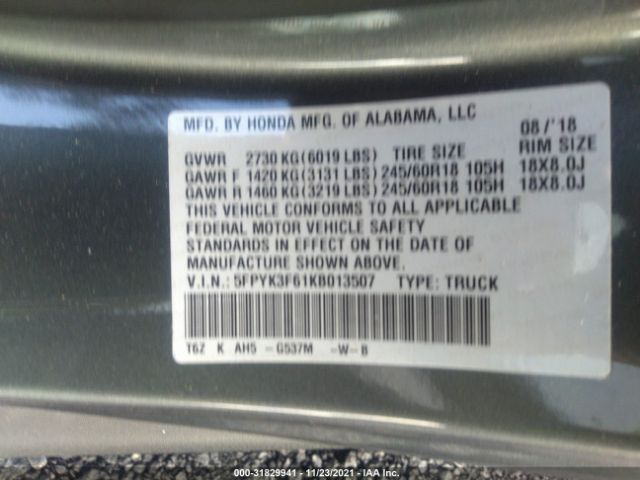 MFD. BY HONDA MFG. OF ALABAMA, LLC 08/'18
GVWR 2730 KG (6019 LBS) TIRE SIZE RIM SIZE
GAWR F 1420 KG (3131 LBS) 245/60R18 105H 18X8.0J
GAWR R 1460 KG (3219 LBS) 245/60R18 105H 18X8.0J
THIS VEHICLE CONFORMS TO ALL APPLICABLE
FEDERAL MOTOR VEHICLE SAFETY
STANDARDS IN EFFECT ON THE DATE OF
MANUFACTURE SHOWN ABOVE.
V.I.N.: 5FPYK3F61KB013507 TYPE: TRUCK
T6Z K AH5 -G537M -W-B
000-31829941 - 11/23/2021 - IAA Inc.